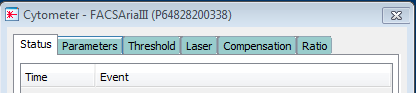 Cytometer - FACSAriaIII (P64828200338)
Status Parameters Threshold Laser Compensation Ratio
Time Event